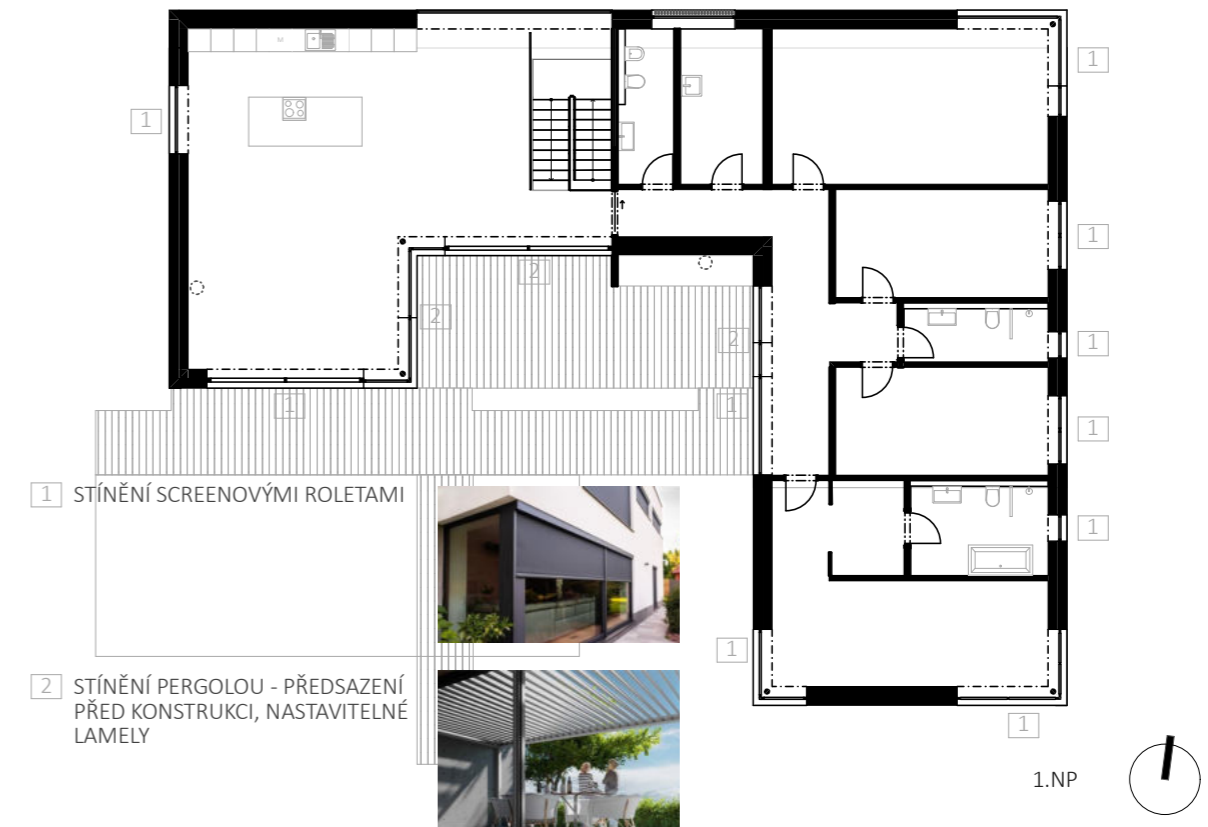 1
1
1
2
2
1
2
1
1
1
1
1 STÍNĚNÍ SCREENOVÝMI ROLETAMI
1
1
2 STÍNĚNÍ PERGOLOU - PŘEDSAZENÍ
PŘED KONSTRUKCI, NASTAVITELNÉ
LAMELY
1
1.NP